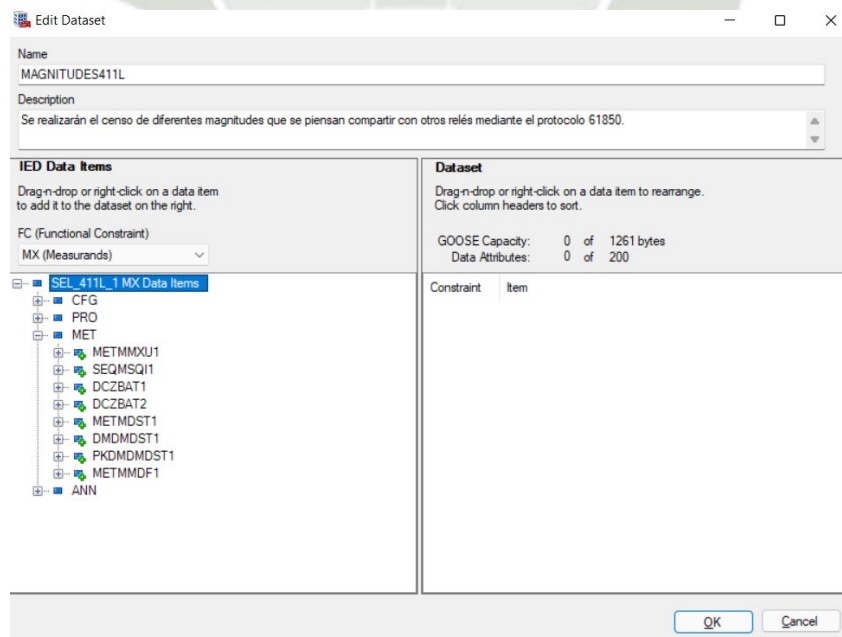 Edit Dataset
Name
MAGNITUDES411L
Description
Se realizarán el censo de diferentes magnitudes que se piensan compartir con otros relés mediante el protocolo 61850.
IED Data Items
Drag-n-drop or right-click on a data item
to add it to the dataset on the right.
FC (Functional Constraint)
MX (Measurands)
SEL_411L_1 MX Data Items
CFG
PRO
MET
METMMXU1
SEQMSQI1
DCZBAT1
DCZBAT2
METMDST1
DMDMDST1
PKDMDMDST1
METMMDF1
ANN
Dataset
Drag-n-drop or right-click on a data item to rearrange.
Click column headers to sort.
GOOSE Capacity: 0 of 1261 bytes
Data Attributes: 0 of 200
Constraint Item
OK Cancel